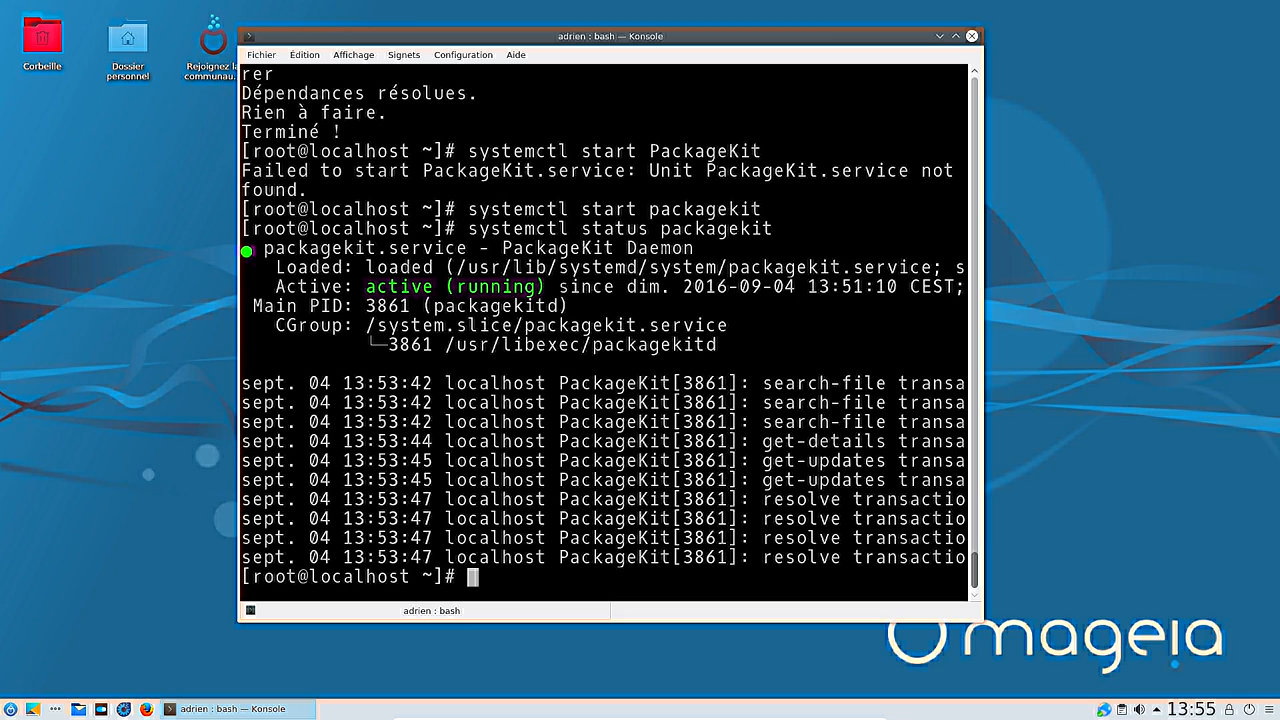 Corbeille
Dossier
personnel
Rejoignez la
communau...
adrien : bash — Konsole
Fichier Édition Affichage Signets Configuration Aide
rer
Dépendances résolues.
Rien à faire.
Terminé !
[root@localhost ~]# systemctl start PackageKit
Failed to start PackageKit.service: Unit PackageKit.service not
found.
[root@localhost ~]# systemctl start packagekit
[root@localhost ~]# systemctl status packagekit
● packagekit.service - PackageKit Daemon
Loaded: loaded (/usr/lib/systemd/system/packagekit.service; s
Active: active (running) since dim. 2016-09-04 13:51:10 CEST;
Main PID: 3861 (packagekitd)
CGroup: /system.slice/packagekit.service
└─3861 /usr/libexec/packagekitd
sept. 04 13:53:42 localhost PackageKit[3861]: search-file transa
sept. 04 13:53:42 localhost PackageKit[3861]: search-file transa
sept. 04 13:53:42 localhost PackageKit[3861]: search-file transa
sept. 04 13:53:44 localhost PackageKit[3861]: get-details transa
sept. 04 13:53:45 localhost PackageKit[3861]: get-updates transa
sept. 04 13:53:45 localhost PackageKit[3861]: get-updates transa
sept. 04 13:53:47 localhost PackageKit[3861]: resolve transactio
sept. 04 13:53:47 localhost PackageKit[3861]: resolve transactio
sept. 04 13:53:47 localhost PackageKit[3861]: resolve transactio
sept. 04 13:53:47 localhost PackageKit[3861]: resolve transactio
[root@localhost ~]#
adrien : bash
mageia
adrien : bash — Konsole
13:55